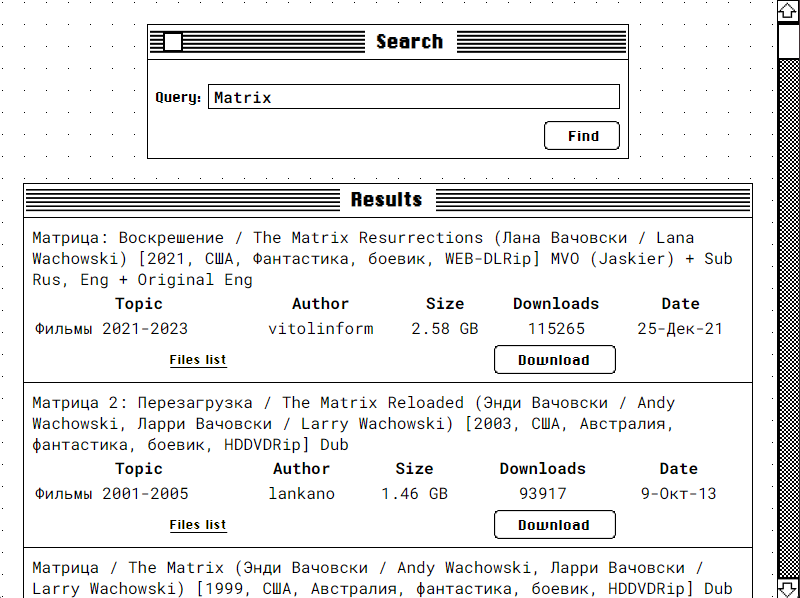 Search
Query: Matrix
Find
Results
Матрица: Воскрешение / The Matrix Resurrections (Лана Вачовски / Lana
Wachowski) [2021, США, Фантастика, боевик, WEB-DLRip] MVO (Jaskier) + Sub
Rus, Eng + Original Eng
Topic Author Size Downloads Date
Фильмы 2021-2023 vitolinform 2.58 GB 115265 25-Дек-21
Files list Download
Матрица 2: Перезагрузка / The Matrix Reloaded (Энди Вачовски / Andy
Wachowski, Ларри Вачовски / Larry Wachowski) [2003, США, Австралия,
фантастика, боевик, HDDVDRip] Dub
Topic Author Size Downloads Date
Фильмы 2001-2005 lankano 1.46 GB 93917 9-Окт-13
Files list Download
Матрица / The Matrix (Энди Вачовски / Andy Wachowski, Ларри Вачовски /
Larry Wachowski) [1999, США, Австралия, фантастика, боевик, HDDVDRip] Dub